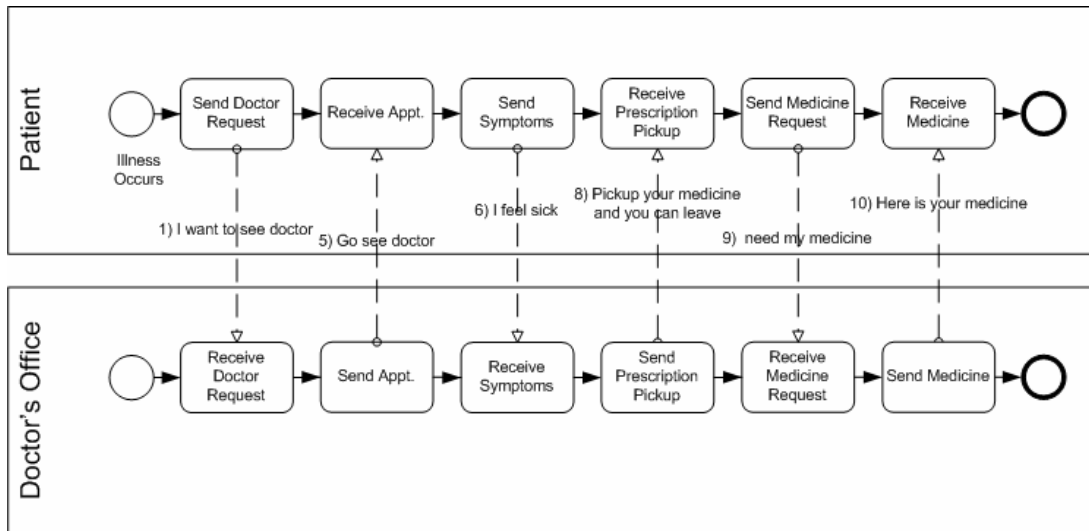 Patient
Send Doctor
Request
Receive Appt.
Send
Symptoms
Receive
Prescription
Pickup
Send Medicine
Request
Receive
Medicine
Illness
Occurs
1) I want to see doctor
5) Go see doctor
6) I feel sick
8) Pickup your medicine
and you can leave
9) need my medicine
10) Here is your medicine
Doctor's Office
Receive
Doctor
Request
Send Appt.
Receive
Symptoms
Send
Prescription
Pickup
Receive
Medicine
Request
Send Medicine